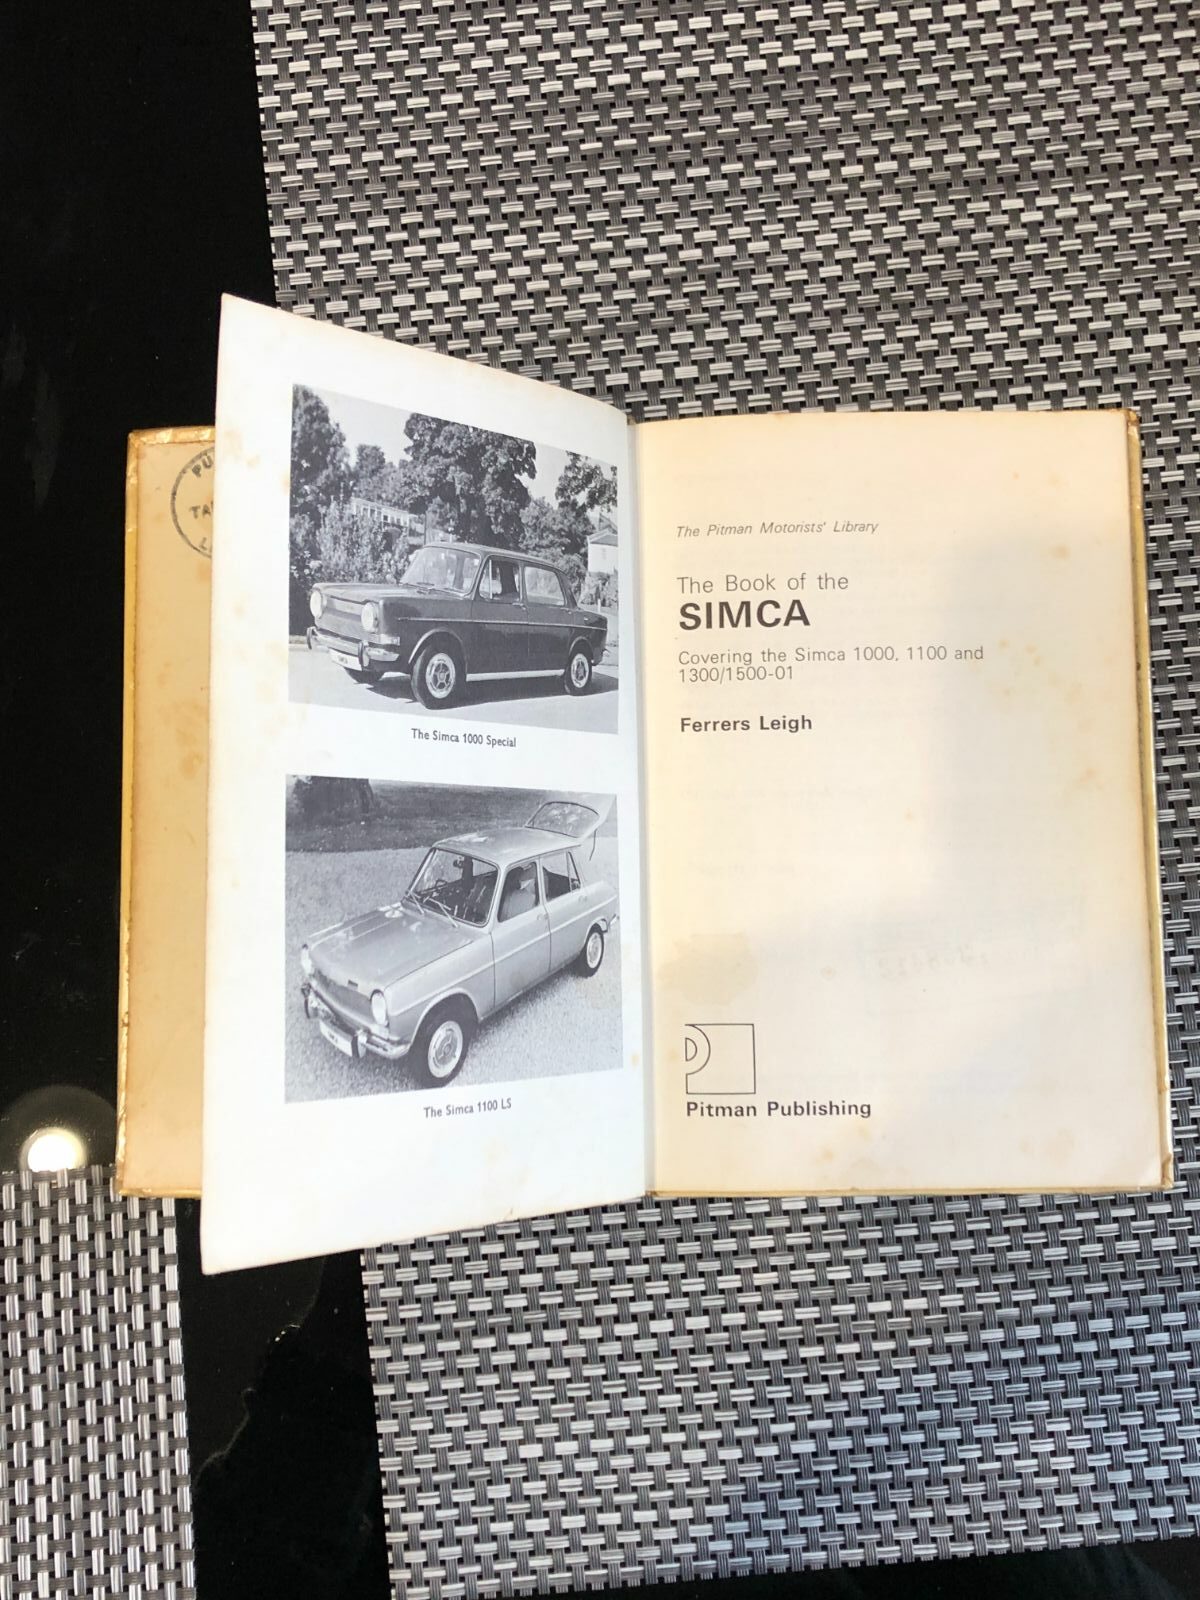 The Simca 1000 Special
The Simca 1100 LS
The Pitman Motorists' Library
The Book of the
SIMCA
Covering the Simca 1000, 1100 and
1300/1500-01
Ferrers Leigh
Pitman Publishing